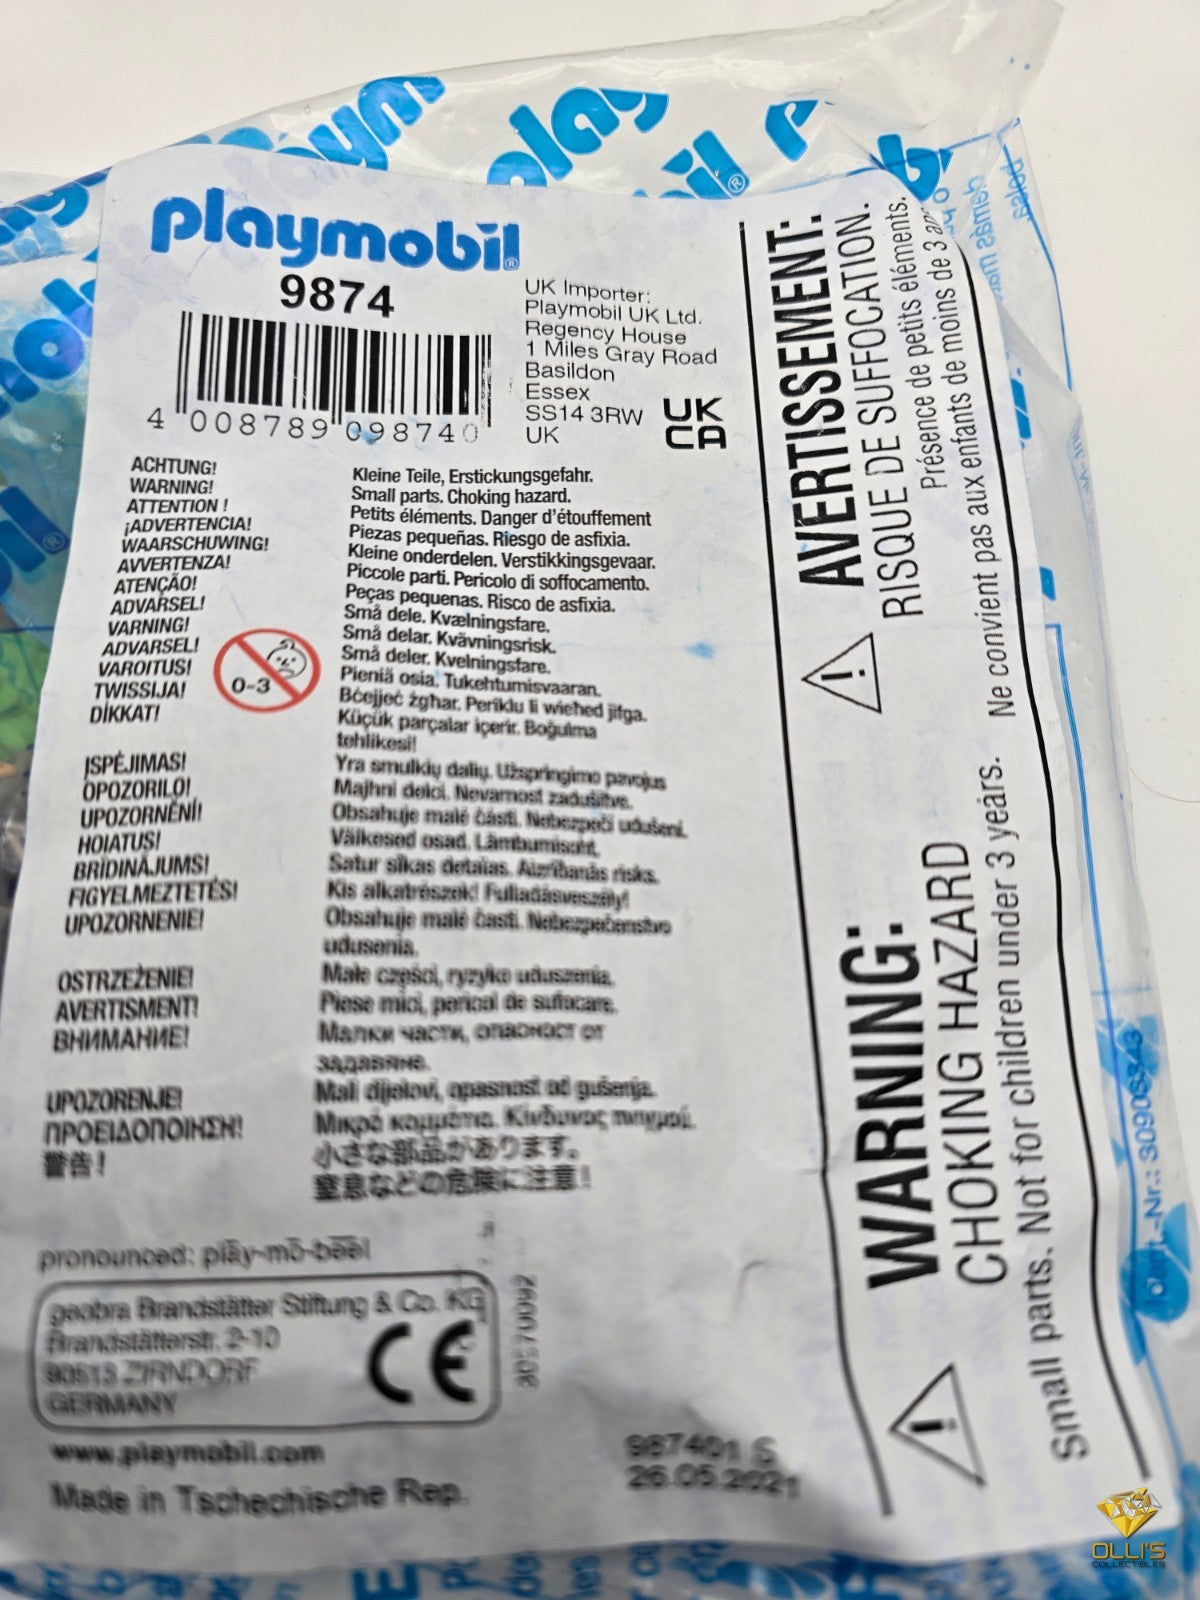 playmobil®
9874
4 008789 098740
UK Importer:
Playmobil UK Ltd.
Regency House
1 Miles Gray Road
Basildon
Essex
SS14 3RW
UK
UK
CA
ACHTUNG!
WARNING!
ATTENTION !
¡ADVERTENCIA!
WAARSCHUWING!
AVVERTENZA!
ATENÇÃO!
ADVARSEL!
VARNING!
ADVARSEL!
VAROITUS!
TWISSIJA!
DİKKAT!
ĮSPĖJIMAS!
OPOZORILO!
UPOZORNĚNÍ!
HOIATUS!
BRĪDINĀJUMS!
FIGYELMEZTETÉS!
UPOZORNENIE!
OSTRZEŻENIE!
AVERTISMENT!
ВНИМАНИЕ!
UPOZORENJE!
ΠΡΟΕΙΔΟΠΟΙΗΣΗ!
警告！
0-3
Kleine Teile, Erstickungsgefahr.
Small parts. Choking hazard.
Petits éléments. Danger d'étouffement
Piezas pequeñas. Riesgo de asfixia.
Kleine onderdelen. Verstikkingsgevaar.
Piccole parti. Pericolo di soffocamento.
Peças pequenas. Risco de asfixia.
Små dele. Kvælningsfare.
Små delar. Kvävningsrisk.
Små deler. Kvelningsfare.
Pieniä osia. Tukehtumisvaaran.
Bċejjeċ żgħar. Periklu li wieħed jifga.
Küçük parçalar içerir. Boğulma
tehlikesi!
Yra smulkių dalių. Užspringimo pavojus
Majhni delci. Nevarnost zadušitve.
Obsahuje malé části. Nebezpečí udušení.
Väikesed osad. Lämbumisoht.
Satur sīkas detaļas. Aizrīšanās risks.
Kis alkatrészek! Fulladásveszély!
Obsahuje malé časti. Nebezpečenstvo
udusenia.
Małe części, ryzyko uduszenia.
Piese mici, pericol de sufocare.
Малки части, опасност от
задавяне.
Mali dijelovi, opasnost od gušenja.
Μικρά κομμάτια. Κίνδυνος πνιγμού.
小さな部品があります。
窒息などの危険に注意！
pronounced: plāy-mō-bēēl
geobra Brandstätter Stiftung & Co. KG
Brandstätterstr. 2-10
90513 ZIRNDORF
GERMANY
CE
30570092
www.playmobil.com
Made in Tschechische Rep.
987401 S
26.05.2021
AVERTISSEMENT:
RISQUE DE SUFFOCATION.
Présence de petits éléments.
Ne convient pas aux enfants de moins de 3 ans
WARNING:
CHOKING HAZARD
Small parts. Not for children under 3 years.
OLLI'S
COLLECTIBLES